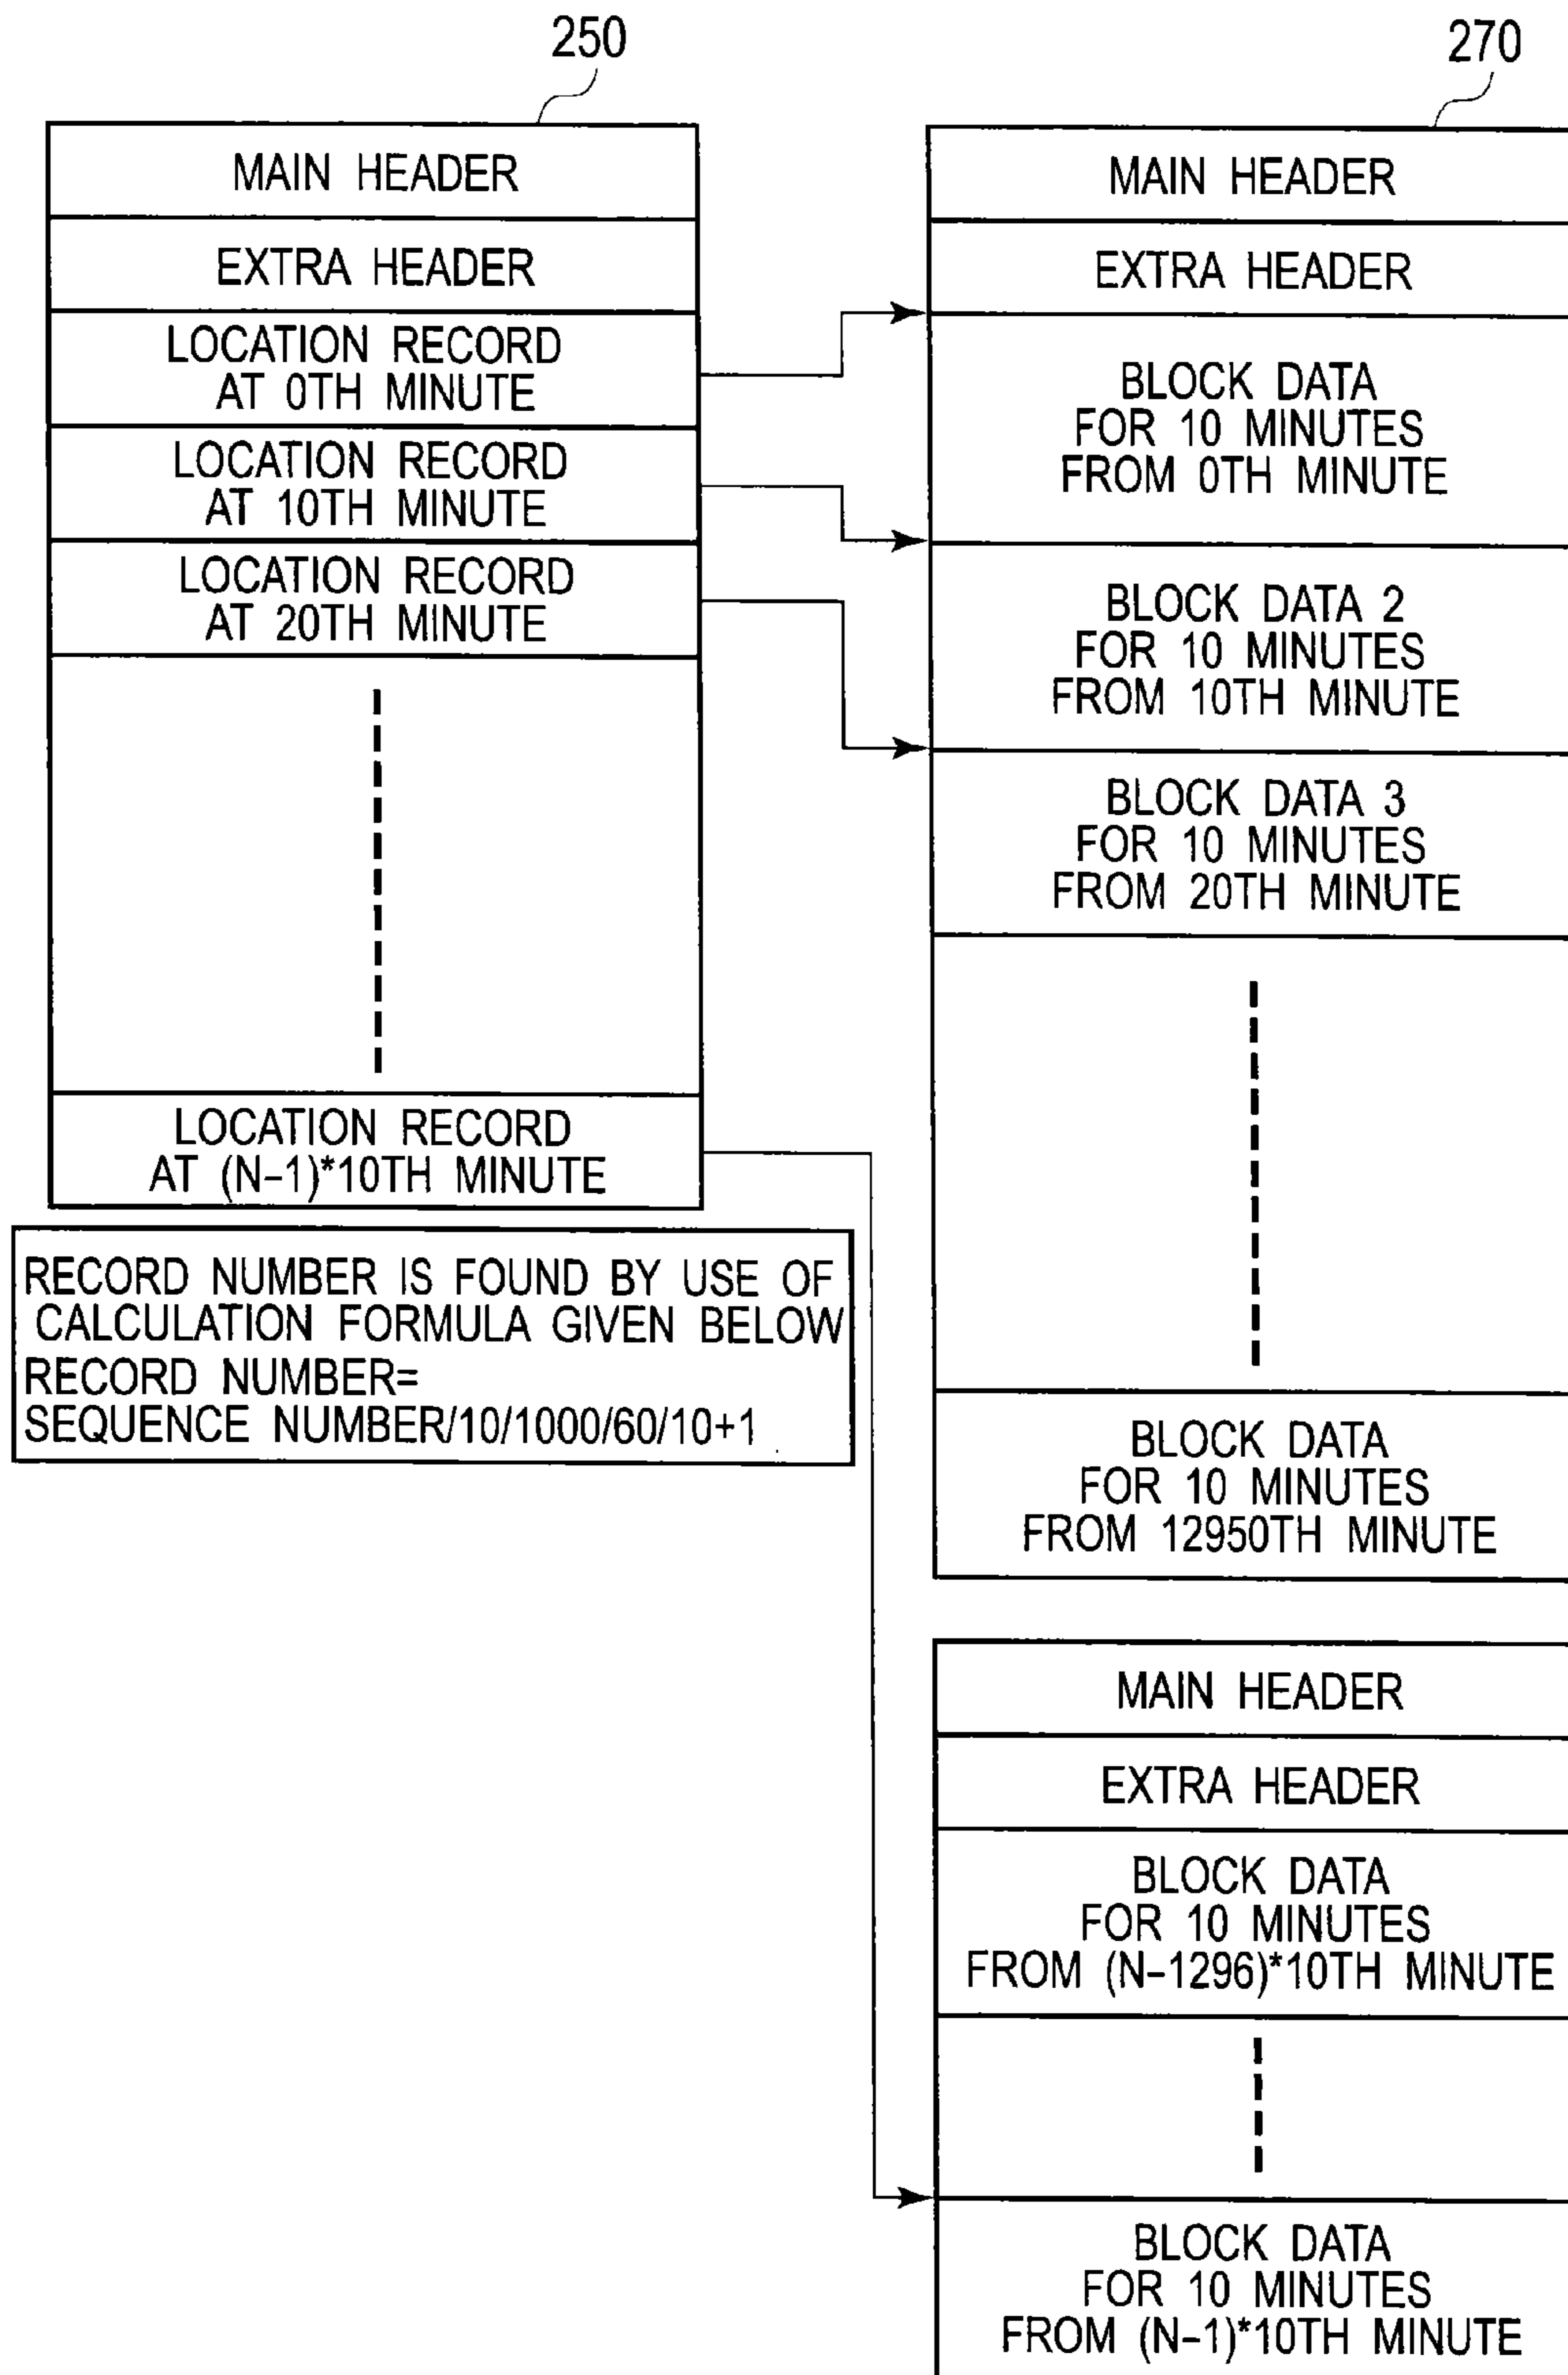 250
MAIN HEADER
EXTRA HEADER
LOCATION RECORD
AT 0TH MINUTE
LOCATION RECORD
AT 10TH MINUTE
LOCATION RECORD
AT 20TH MINUTE
LOCATION RECORD
AT (N-1)*10TH MINUTE
RECORD NUMBER IS FOUND BY USE OF
CALCULATION FORMULA GIVEN BELOW
RECORD NUMBER=
SEQUENCE NUMBER/10/1000/60/10+1
270
MAIN HEADER
EXTRA HEADER
BLOCK DATA
FOR 10 MINUTES
FROM 0TH MINUTE
BLOCK DATA 2
FOR 10 MINUTES
FROM 10TH MINUTE
BLOCK DATA 3
FOR 10 MINUTES
FROM 20TH MINUTE
BLOCK DATA
FOR 10 MINUTES
FROM 12950TH MINUTE
MAIN HEADER
EXTRA HEADER
BLOCK DATA
FOR 10 MINUTES
FROM (N-1296)*10TH MINUTE
BLOCK DATA
FOR 10 MINUTES
FROM (N-1)*10TH MINUTE